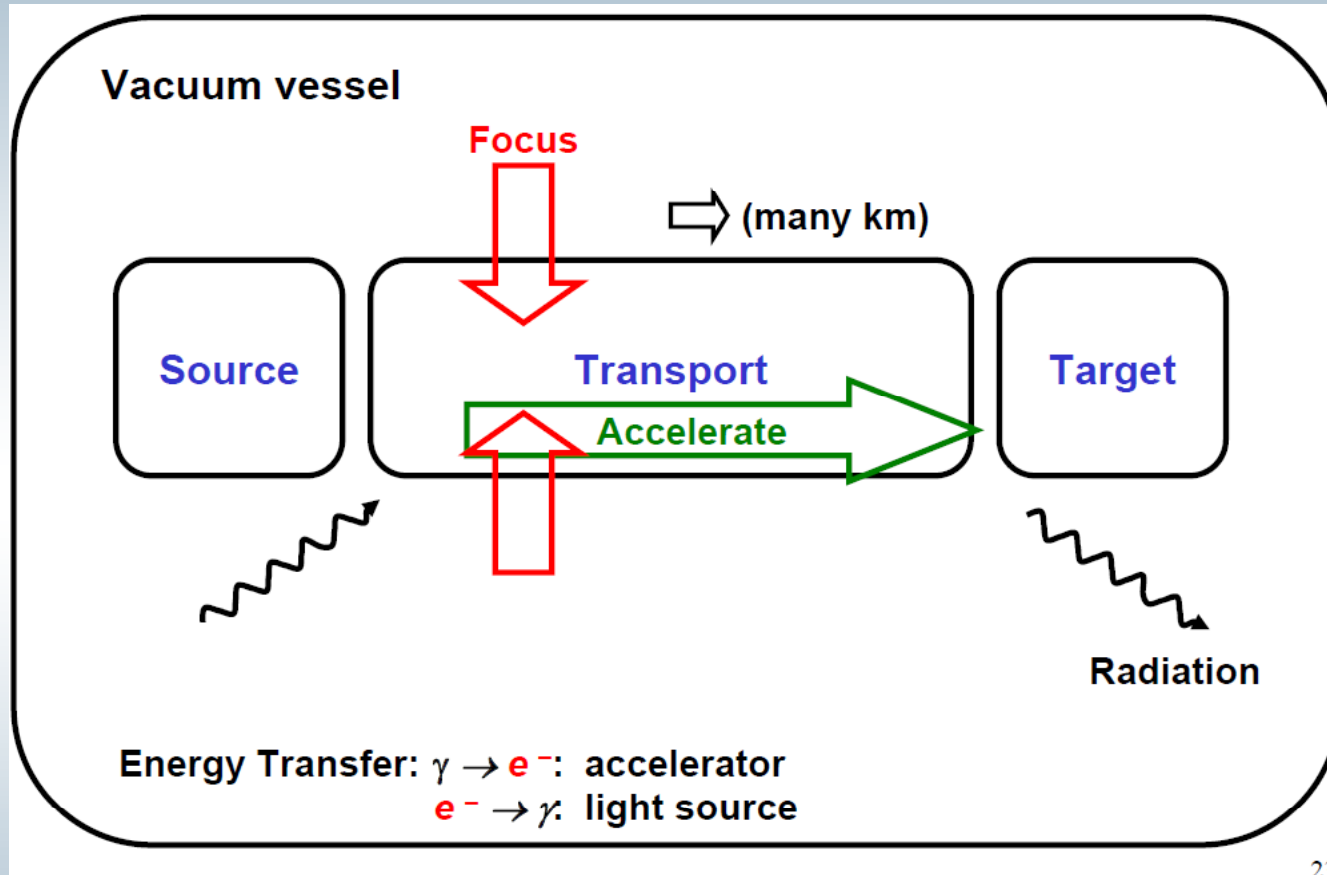 Vacuum vessel
Focus
(many km)
Source
Transport
Target
Accelerate
Radiation
Energy Transfer: γ → e⁻: accelerator
e⁻ → γ: light source